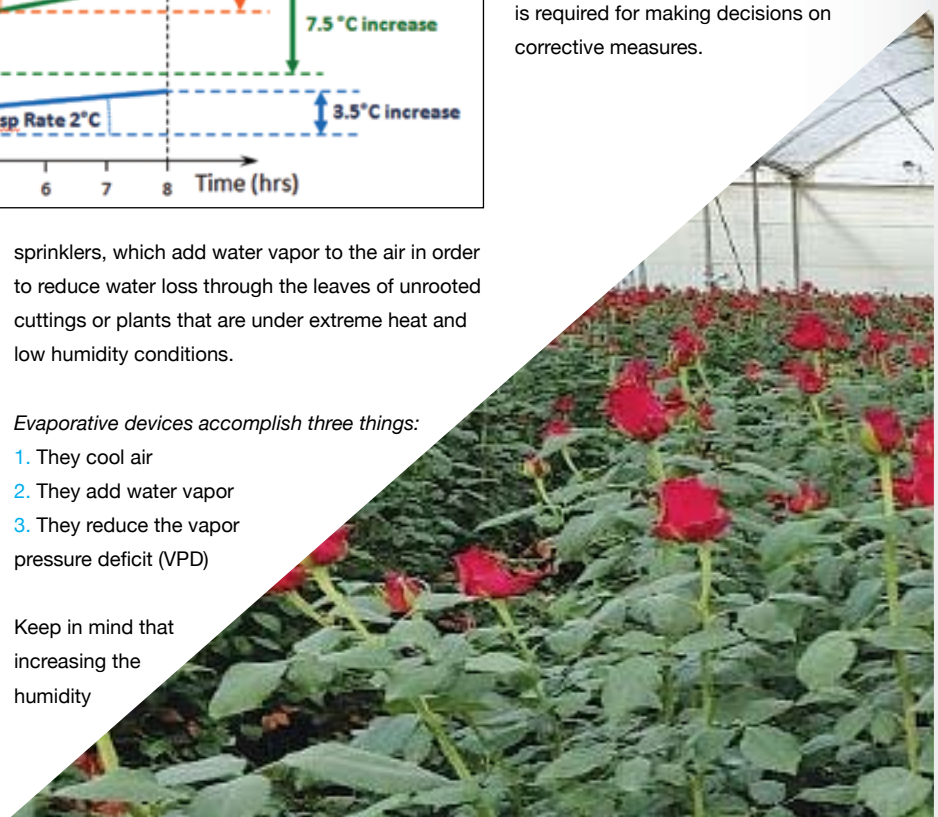 7.5 °C increase
sp Rate 2°C
3.5°C increase
6 7 8 Time (hrs)
sprinklers, which add water vapor to the air in order
to reduce water loss through the leaves of unrooted
cuttings or plants that are under extreme heat and
low humidity conditions.
Evaporative devices accomplish three things:
1. They cool air
2. They add water vapor
3. They reduce the vapor
pressure deficit (VPD)
Keep in mind that
increasing the
humidity
is required for making decisions on
corrective measures.